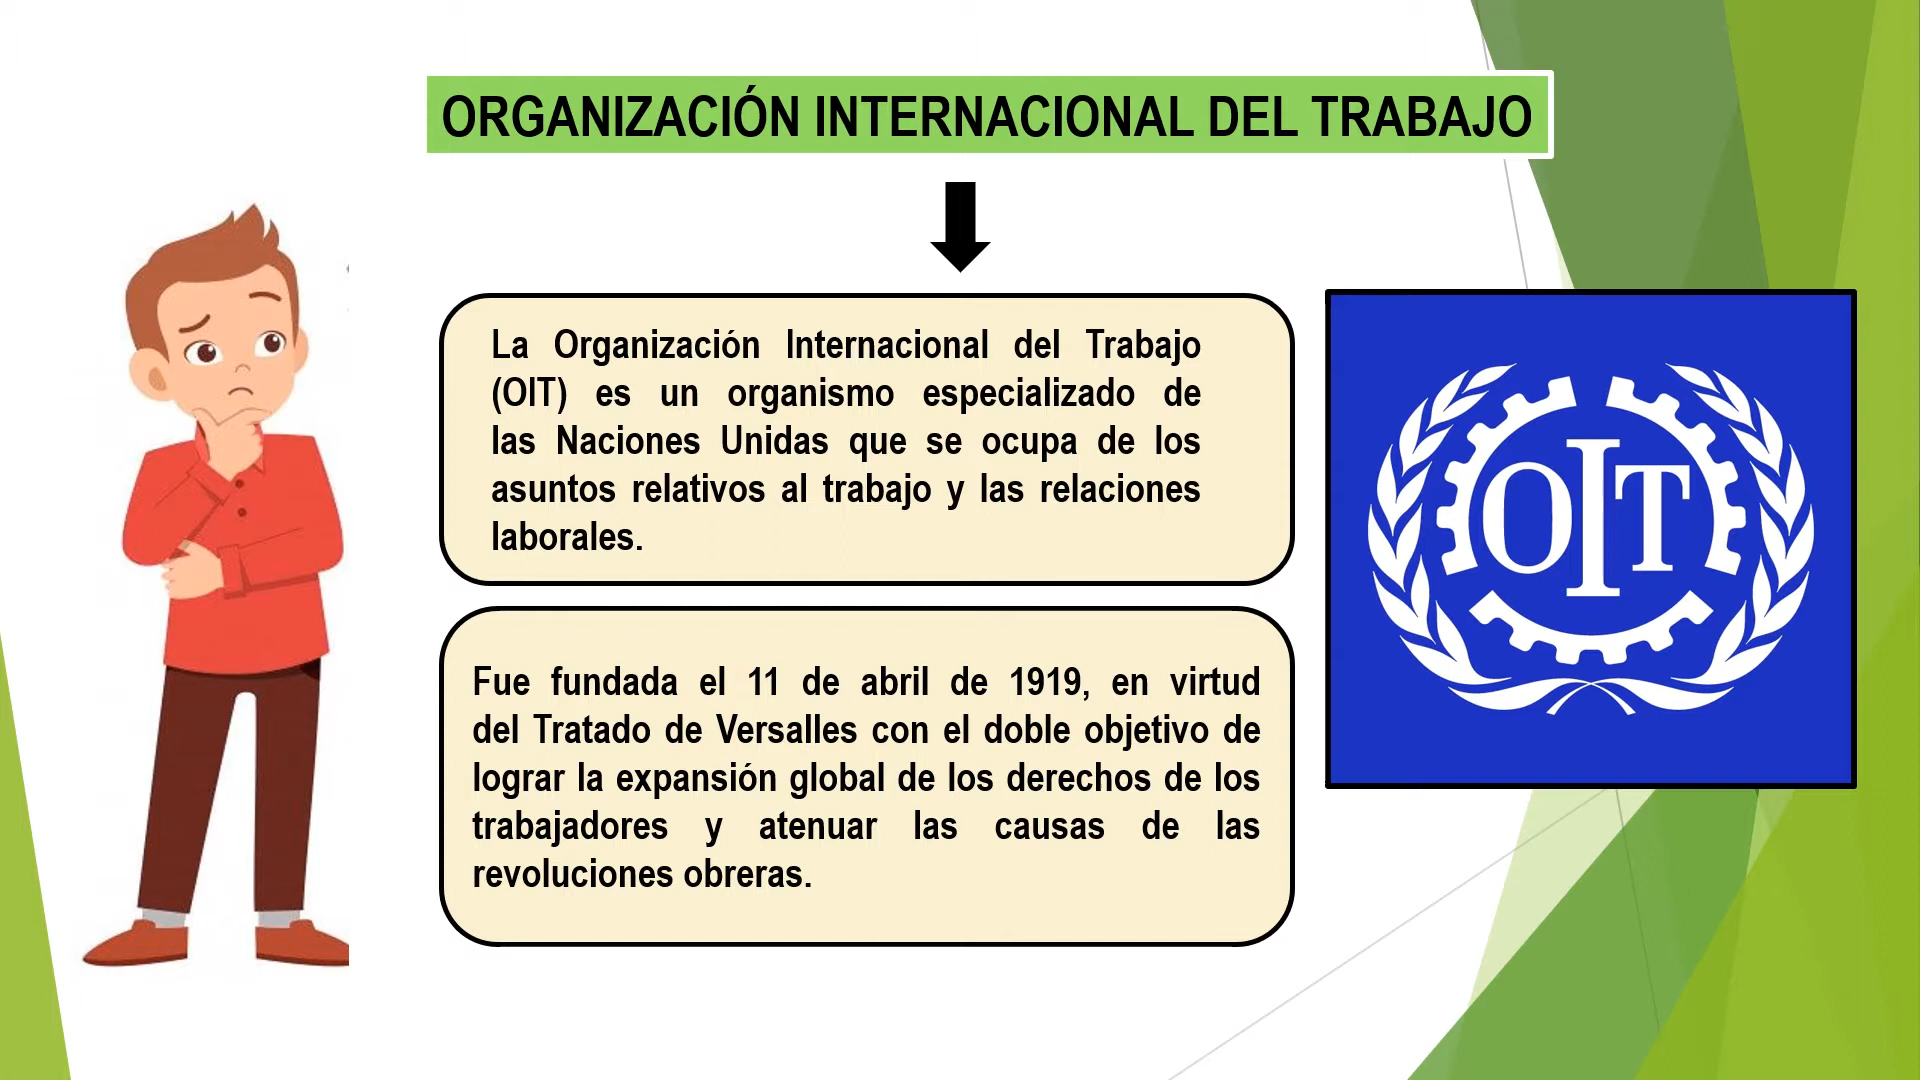 ORGANIZACIÓN INTERNACIONAL DEL TRABAJO
La Organización Internacional del Trabajo
(OIT) es un organismo especializado de
las Naciones Unidas que se ocupa de los
asuntos relativos al trabajo y las relaciones
laborales.
OIT
Fue fundada el 11 de abril de 1919, en virtud
del Tratado de Versalles con el doble objetivo de
lograr la expansión global de los derechos de los
trabajadores y atenuar las causas de las
revoluciones obreras.